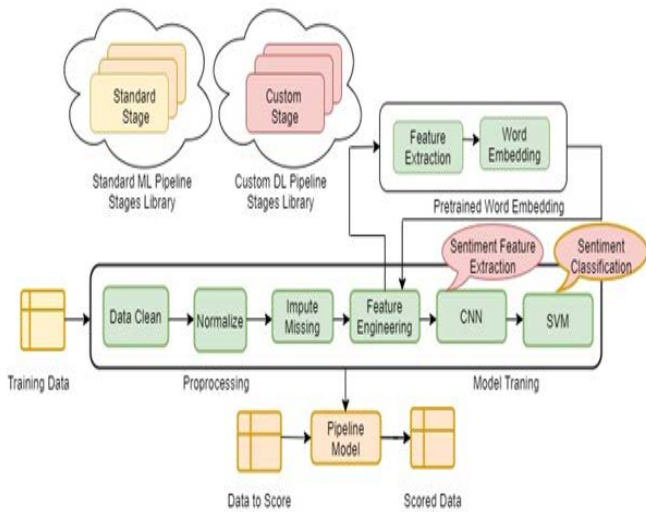 Standard
Stage
Custom
Stage
Standard ML Pipeline
Stages Library
Custom DL Pipeline
Stages Library
Feature
Extraction
Word
Embedding
Pretrained Word Embedding
Sentiment Feature
Extraction
Sentiment
Classification
Data Clean
Normalize
Impute
Missing
Feature
Engineering
CNN
SVM
Training Data
Proprocessing
Model Traning
Pipeline
Model
Data to Score
Scored Data